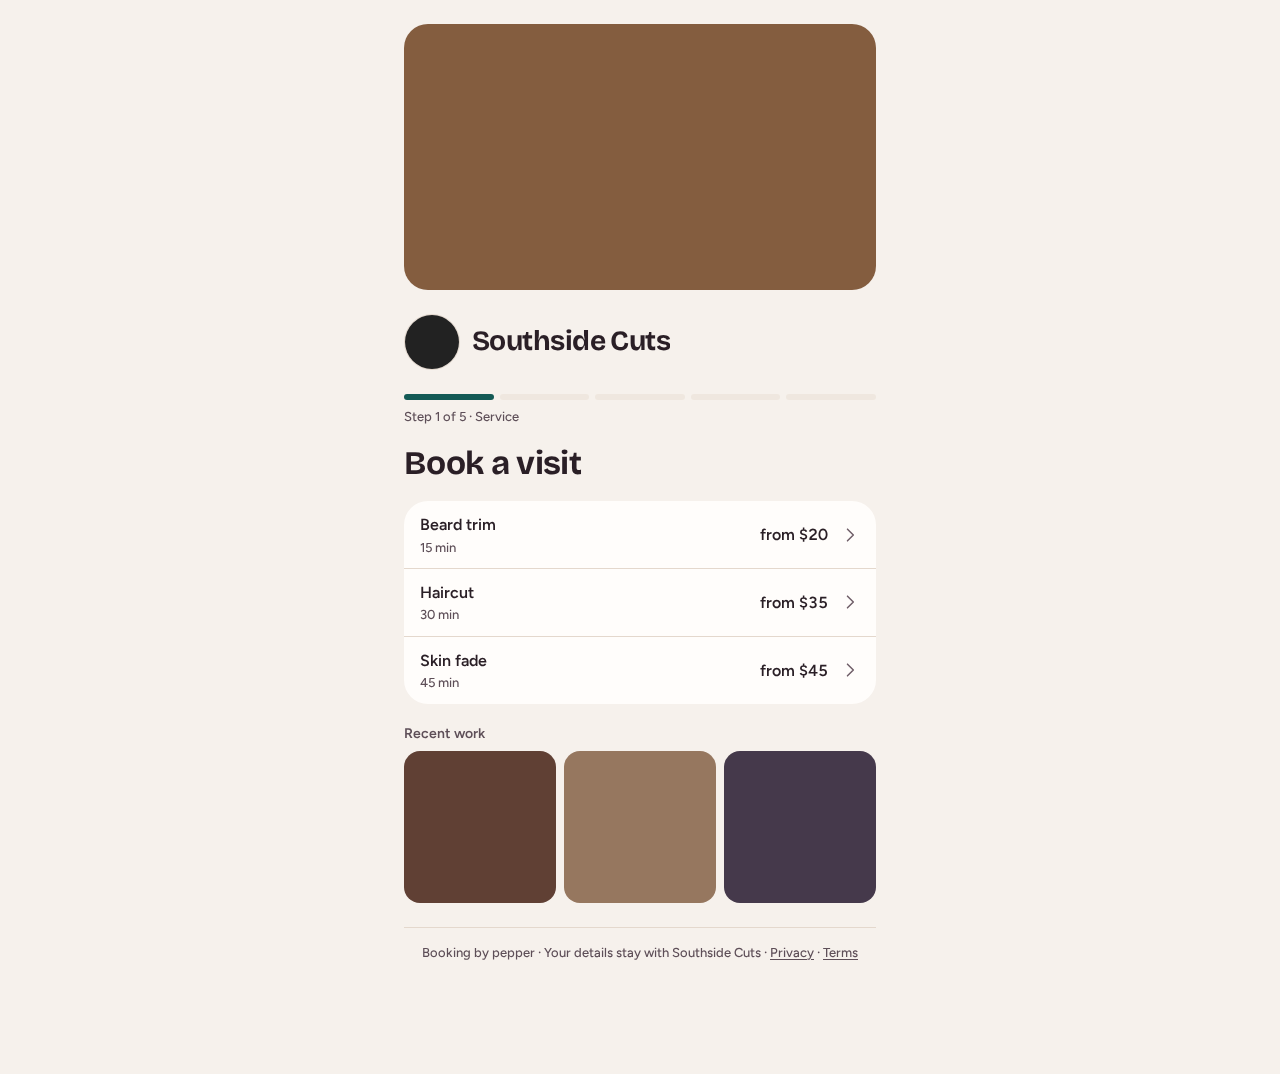 Southside Cuts
Step 1 of 5 · Service
Book a visit
Beard trim
15 min
from $20
Haircut
30 min
from $35
Skin fade
45 min
from $45
Recent work
Booking by pepper · Your details stay with Southside Cuts · Privacy · Terms